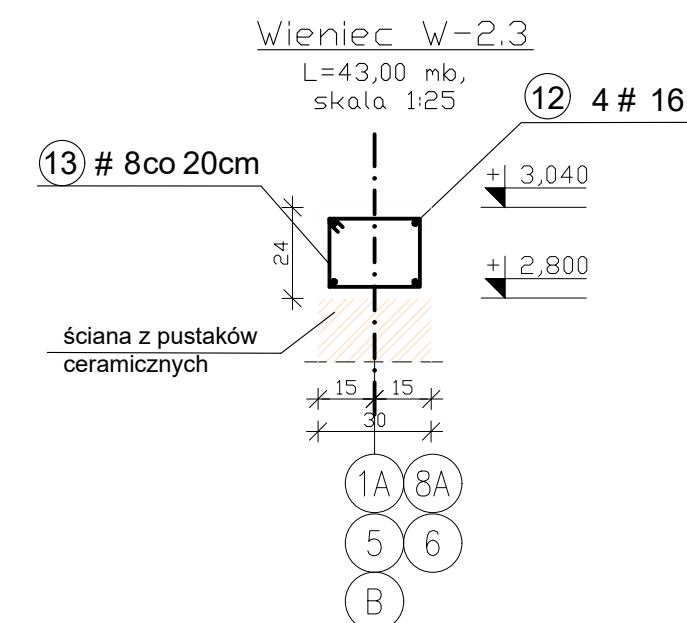 Wieniec W-2.3
L=43,00 mb,
skala 1:25
12 4 # 16
13 # 8co 20cm
+ 3,040
24
+ 2,800
ściana z pustaków
ceramicznych
15 15
30
1A 8A
5 6
B